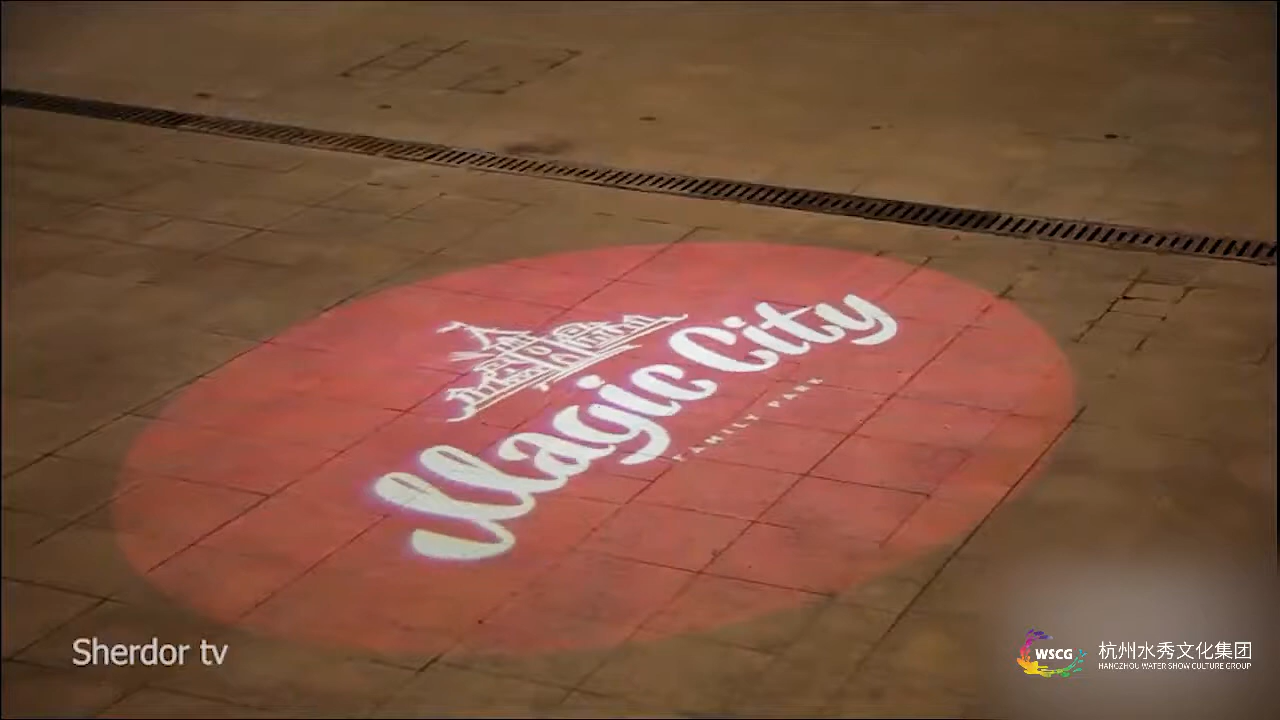 Magic City
FAMILY PARK
Sherdor tv
WSCG
杭州水秀文化集团
HANGZHOU WATER SHOW CULTURE GROUP